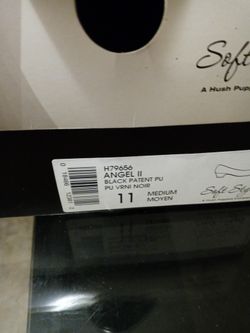 Soft
A Hush Pupp
H79656
ANGEL II
BLACK PATENT PU
PU VRNI NOIR
11 MEDIUM
MOYEN
Soft Sty